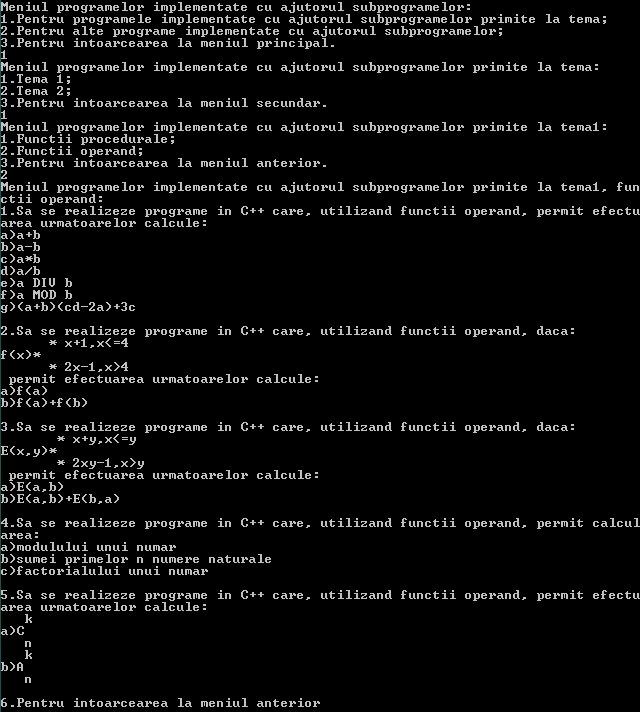 Meniul programelor implementate cu ajutorul subprogramelor:
1.Pentru programele implementate cu ajutorul subprogramelor primite la tema;
2.Pentru alte programe implementate cu ajutorul subprogramelor;
3.Pentru intoarcearea la meniul principal.
1
Meniul programelor implementate cu ajutorul subprogramelor primite la tema:
1.Tema 1;
2.Tema 2;
3.Pentru intoarcearea la meniul secundar.
1
Meniul programelor implementate cu ajutorul subprogramelor primite la tema1:
1.Functii procedurale;
2.Functii operand;
3.Pentru intoarcearea la meniul anterior.
2
Meniul programelor implementate cu ajutorul subprogramelor primite la tema1, fun
ctii operand:
1.Sa se realizeze programe in C++ care, utilizand functii operand, permit efectu
area urmatoarelor calcule:
a)a+b
b)a-b
c)a*b
d)a/b
e)a DIV b
f)a MOD b
g)(a+b)(cd-2a)+3c
2.Sa se realizeze programe in C++ care, utilizand functii operand, daca:
* x+1,x<=4
f(x)*
* 2x-1,x>4
permit efectuarea urmatoarelor calcule:
a)f(a)
b)f(a)+f(b)
3.Sa se realizeze programe in C++ care, utilizand functii operand, daca:
* x+y,x<=y
E(x,y)*
* 2xy-1,x>y
permit efectuarea urmatoarelor calcule:
a)E(a,b)
b)E(a,b)+E(b,a)
4.Sa se realizeze programe in C++ care, utilizand functii operand, permit calcul
area:
a)modulului unui numar
b)sumei primelor n numere naturale
c)factorialului unui numar
5.Sa se realizeze programe in C++ care, utilizand functii operand, permit efectu
area urmatoarelor calcule:
k
a)C
n
k
b)A
n
6.Pentru intoarcearea la meniul anterior